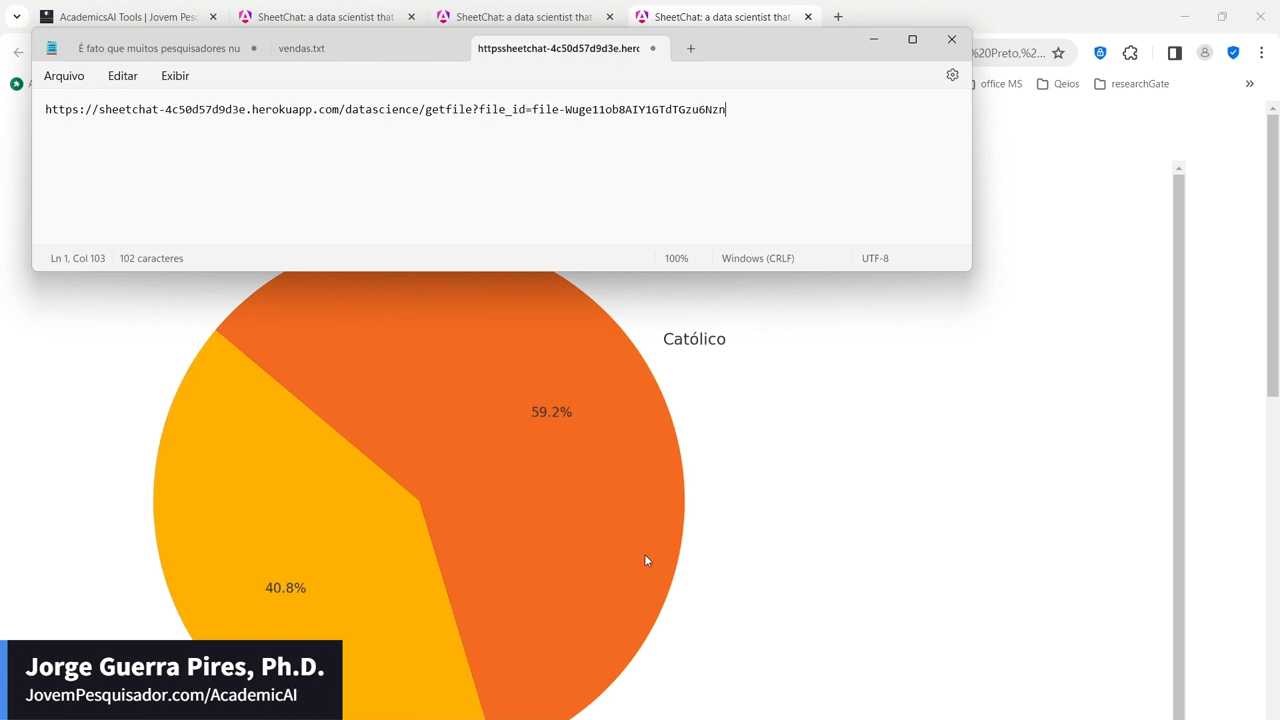 AcademicsAI Tools | Jovem Pes
SheetChat: a data scientist that
SheetChat: a data scientist that
SheetChat: a data scientist that
É fato que muitos pesquisadores nu
vendas.txt
httpssheetchat-4c50d57d9d3e.herc
%20Preto,%2...
Arquivo
Editar
Exibir
office MS
Qeios
researchGate
https://sheetchat-4c50d57d9d3e.herokuapp.com/datascience/getfile?file_id=file-Wuge11ob8AIY1GTdTGzu6Nzn
Ln 1, Col 103
102 caracteres
100%
Windows (CRLF)
UTF-8
Católico
59.2%
40.8%
Jorge Guerra Pires, Ph.D.
JovemPesquisador.com/AcademicAI